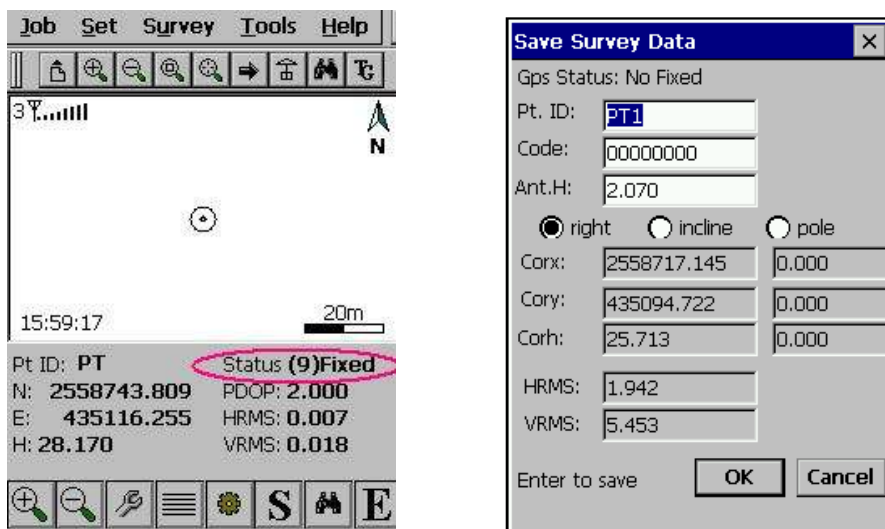 Job Set Survey Tools Help
TG
3
N
15:59:17 20m
Pt ID: PT Status (9)Fixed
N: 2558743.809 PDOP: 2.000
E: 435116.255 HRMS: 0.007
H: 28.170 VRMS: 0.018
S E
Save Survey Data
Gps Status: No Fixed
Pt. ID: PT1
Code: 00000000
Ant.H: 2.070
right incline pole
Corx: 2558717.145 0.000
Cory: 435094.722 0.000
Corh: 25.713 0.000
HRMS: 1.942
VRMS: 5.453
Enter to save OK Cancel